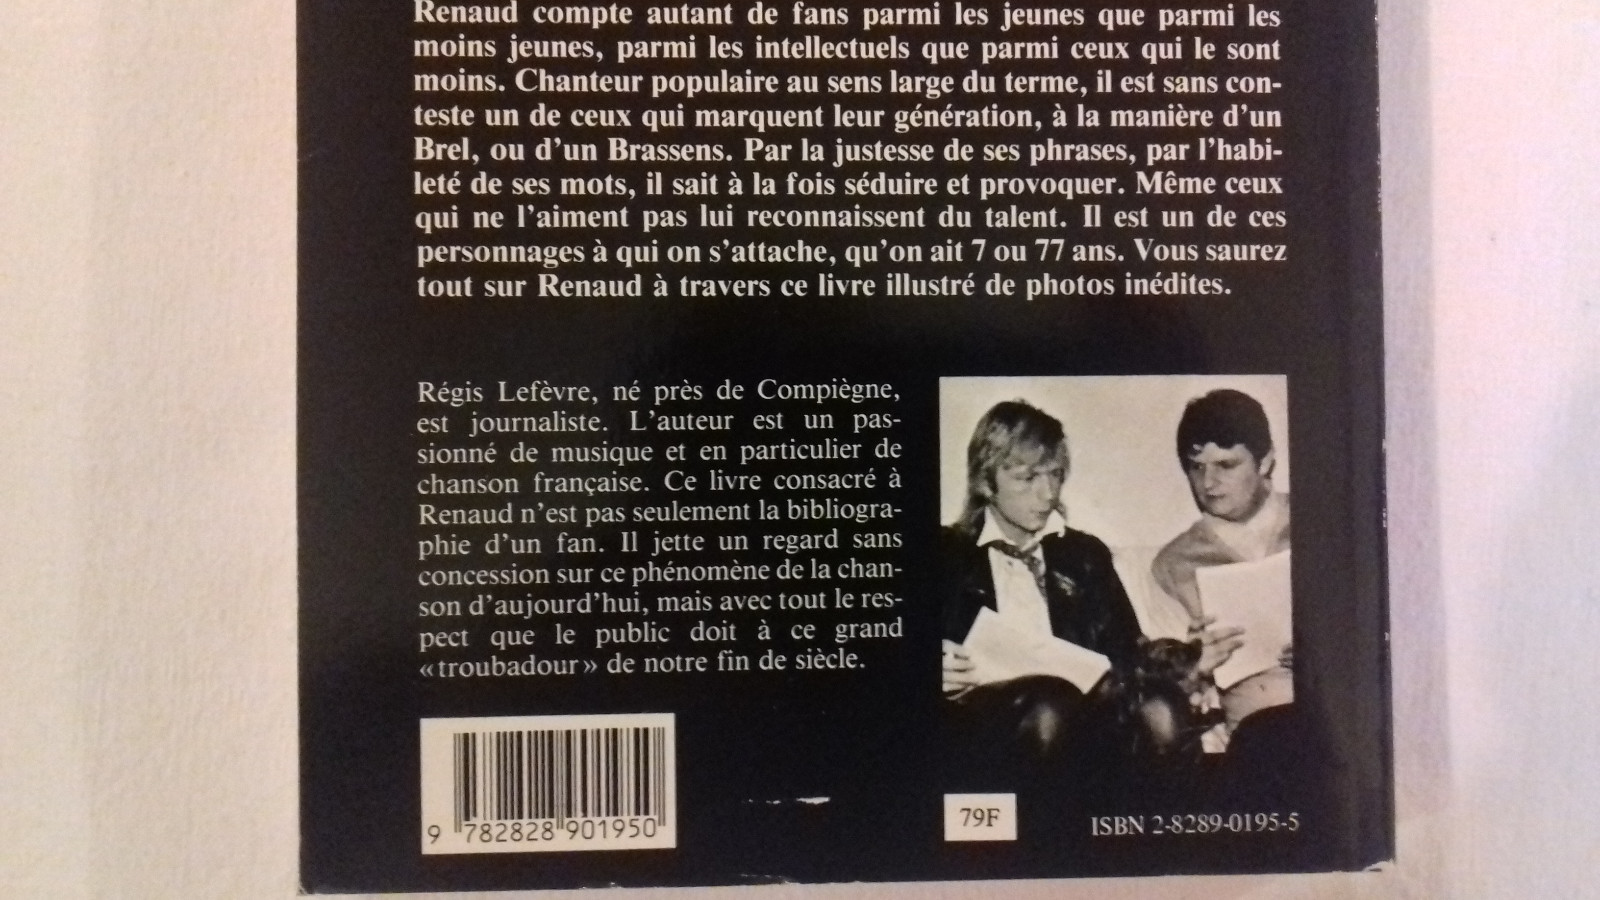 Renaud compte autant de fans parmi les jeunes que parmi les
moins jeunes, parmi les intellectuels que parmi ceux qui le sont
moins. Chanteur populaire au sens large du terme, il est sans con-
teste un de ceux qui marquent leur génération, à la manière d'un
Brel, ou d'un Brassens. Par la justesse de ses phrases, par l'habi-
leté de ses mots, il sait à la fois séduire et provoquer. Même ceux
qui ne l'aiment pas lui reconnaissent du talent. Il est un de ces
personnages à qui on s'attache, qu'on ait 7 ou 77 ans. Vous saurez
tout sur Renaud à travers ce livre illustré de photos inédites.
Régis Lefèvre, né près de Compiègne,
est journaliste. L'auteur est un pas-
sionné de musique et en particulier de
chanson française. Ce livre consacré à
Renaud n'est pas seulement la bibliogra-
phie d'un fan. Il jette un regard sans
concession sur ce phénomène de la chan-
son d'aujourd'hui, mais avec tout le res-
pect que le public doit à ce grand
«troubadour» de notre fin de siècle.
9 782828 901950
79F
ISBN 2-8289-0195-5